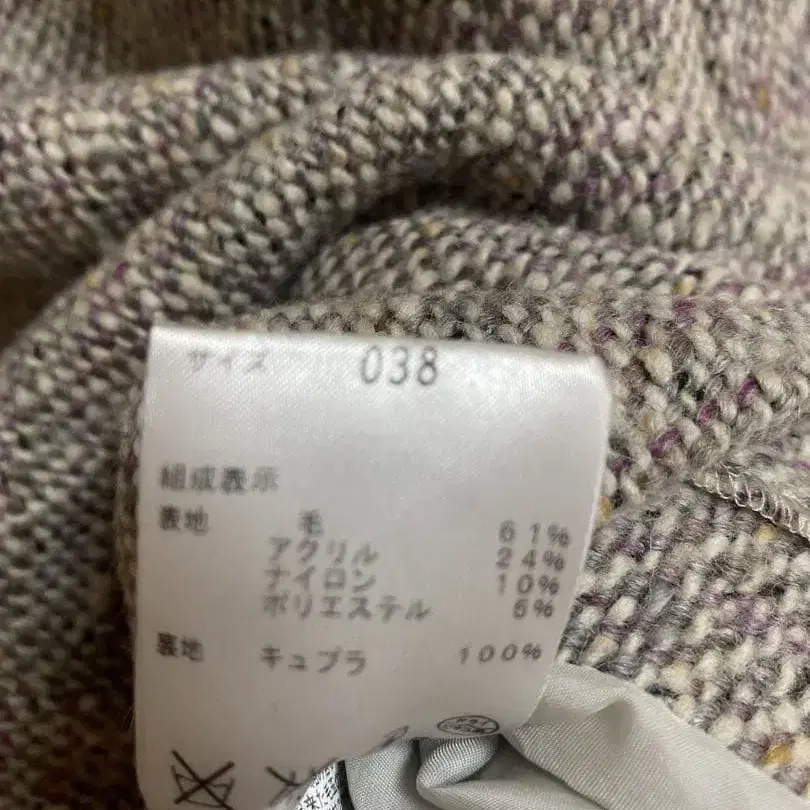 サイズ 038
組成表示
表地 毛 61%
アクリル 24%
ナイロン 10%
ポリエステル 5%
裏地 キュプラ 100%